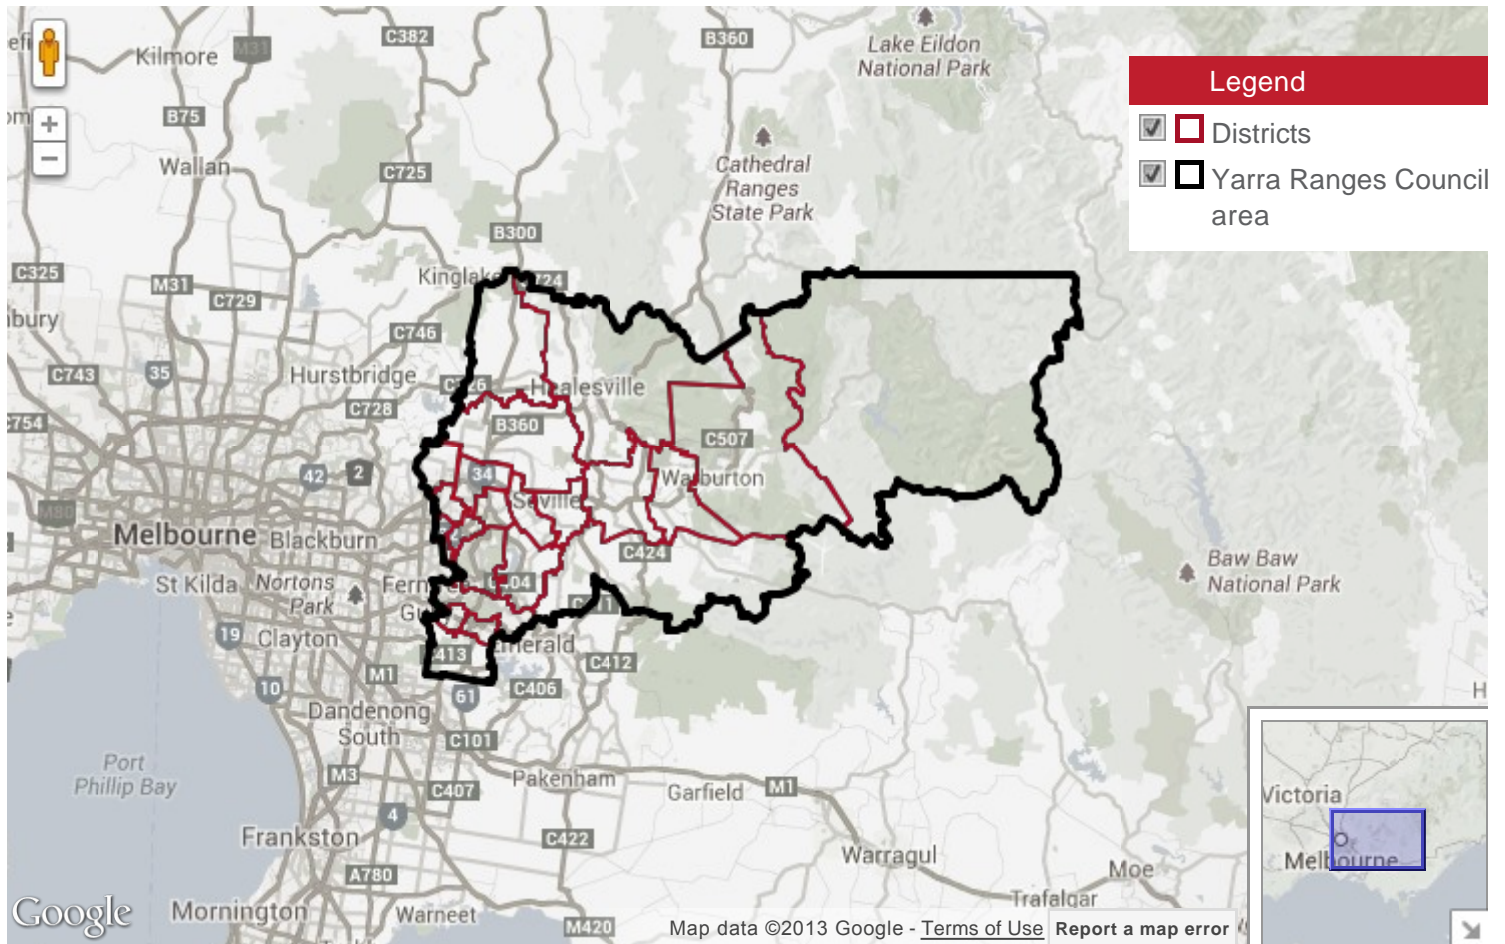 C382
B360
Lake Eildon
National Park
Kilmore
M31
Legend
B75
Districts
Wallan
C725
Cathedral
Ranges
State Park
Yarra Ranges Council
area
B300
C325
M31
Kinglake
C729
C746
C743
35
Hurstbridge
Healesville
C728
B360
C507
42
2
34
Warburton
M80
Seville
Melbourne
Blackburn
C424
Baw Baw
National Park
St Kilda
Nortons
Park
19
Clayton
C412
M1
10
61
C406
Dandenong
South
C101
Port
Phillip Bay
M3
C407
Pakenham
Garfield
M1
Victoria
4
Frankston
C422
Warragul
Melbourne
Moe
A780
Trafalgar
Google
Mornington
Warneet
M420
Map data ©2013 Google - Terms of Use
Report a map error